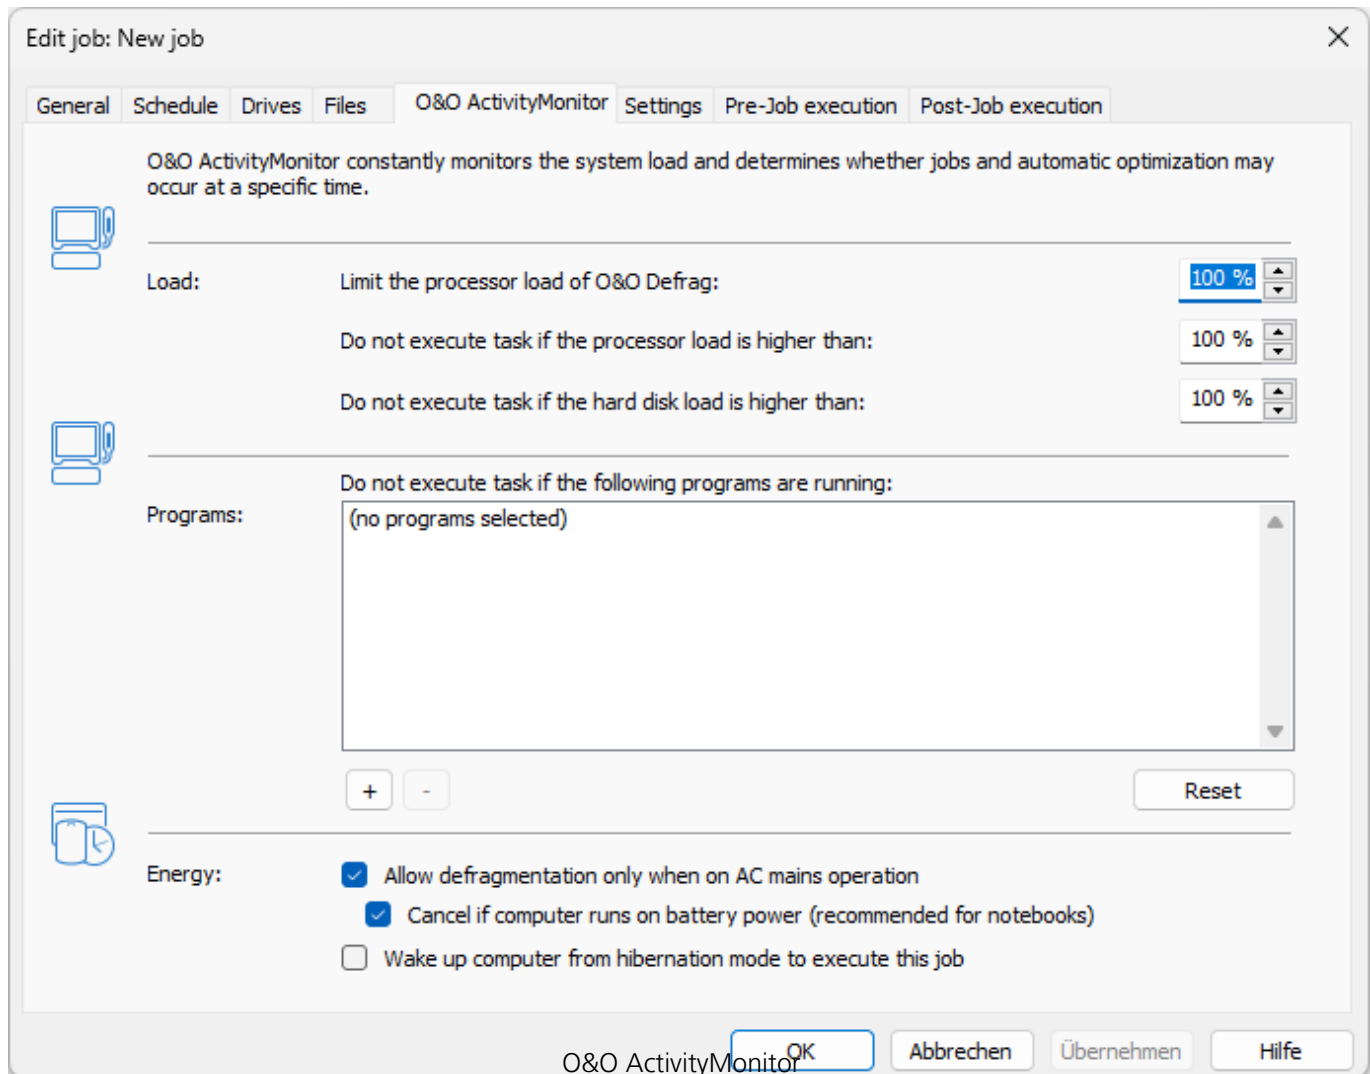 Edit job: New job
General Schedule Drives Files O&O ActivityMonitor Settings Pre-Job execution Post-Job execution
O&O ActivityMonitor constantly monitors the system load and determines whether jobs and automatic optimization may
occur at a specific time.
Load: Limit the processor load of O&O Defrag: 100 %
Do not execute task if the processor load is higher than: 100 %
Do not execute task if the hard disk load is higher than: 100 %
Do not execute task if the following programs are running:
Programs: (no programs selected)
+ - Reset
Energy: Allow defragmentation only when on AC mains operation
Cancel if computer runs on battery power (recommended for notebooks)
Wake up computer from hibernation mode to execute this job
OK Abbrechen Übernehmen Hilfe
O&O ActivityMonitor